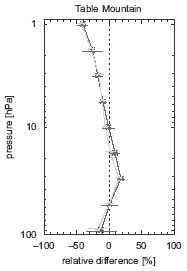 Table Mountain
1
10
100
pressure [hPa]
−100 −50 0 50 100
relative difference [%]